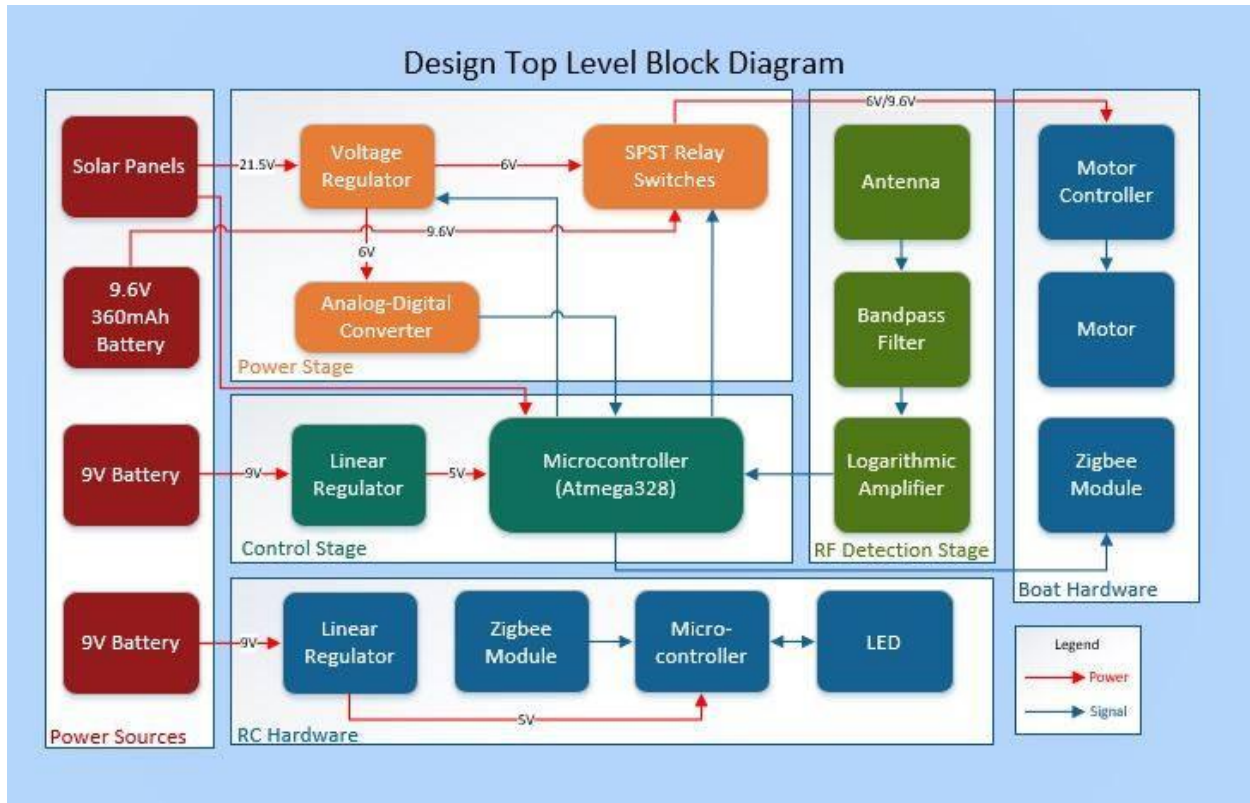 Design Top Level Block Diagram
6V/9.6V
Solar Panels
21.5V
Voltage
Regulator
6V
SPST Relay
Switches
Antenna
Motor
Controller
9.6V
6V
9.6V
360mAh
Battery
Analog-Digital
Converter
Bandpass
Filter
Motor
Power Stage
9V Battery
9V
Linear
Regulator
5V
Microcontroller
(Atmega328)
Logarithmic
Amplifier
Zigbee
Module
Control Stage
RF Detection Stage
Boat Hardware
9V Battery
9V
Linear
Regulator
Zigbee
Module
Micro-
controller
LED
5V
Power Sources
RC Hardware
Legend
Power
Signal